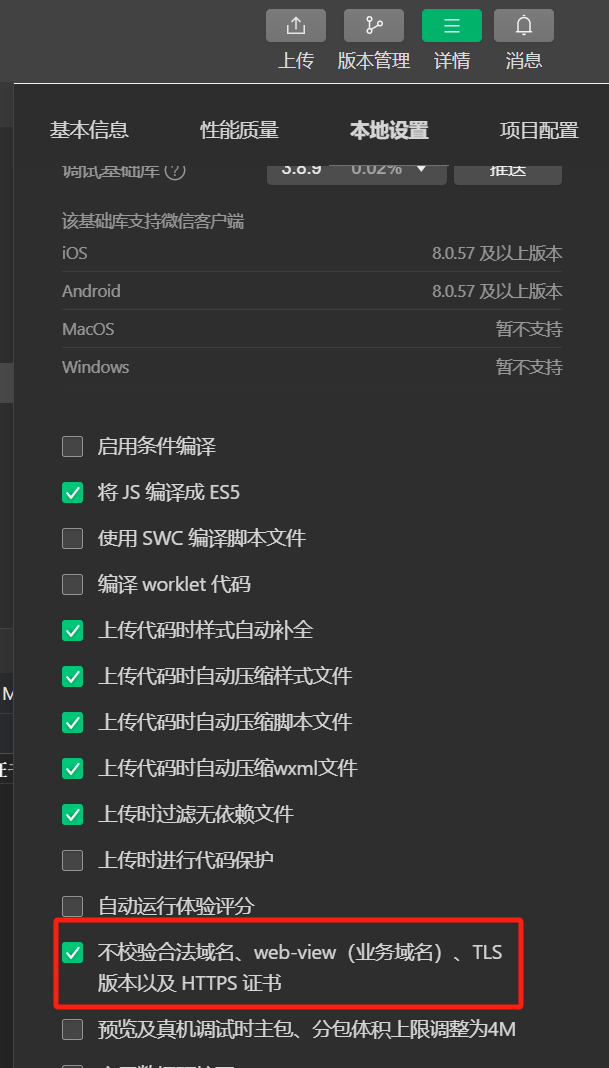 上传 版本管理 详情 消息
基本信息 性能质量 本地设置 项目配置
调试基础库 ? 3.8.9 0.02% 推送
该基础库支持微信客户端
iOS 8.0.57 及以上版本
Android 8.0.57 及以上版本
MacOS 暂不支持
Windows 暂不支持
启用条件编译
将 JS 编译成 ES5
使用 SWC 编译脚本文件
编译 worklet 代码
上传代码时样式自动补全
上传代码时自动压缩样式文件
上传代码时自动压缩脚本文件
上传代码时自动压缩wxml文件
上传时过滤无依赖文件
上传时进行代码保护
自动运行体验评分
不校验合法域名、web-view（业务域名）、TLS
版本以及 HTTPS 证书
预览及真机调试时主包、分包体积上限调整为4M